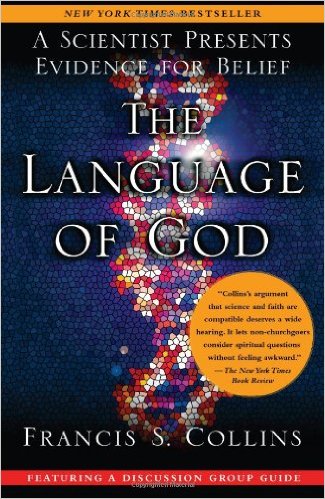 NEW YORK TIMES BESTSELLER
A SCIENTIST PRESENTS
EVIDENCE FOR BELIEF
THE
LANGUAGE
OF GOD
"Collins's argument
that science and faith are
compatible deserves a wide
hearing. It lets non-churchgoers
consider spiritual questions
without feeling awkward."
— The New York Times
Book Review
FRANCIS S. COLLINS
FEATURING A DISCUSSION GROUP GUIDE